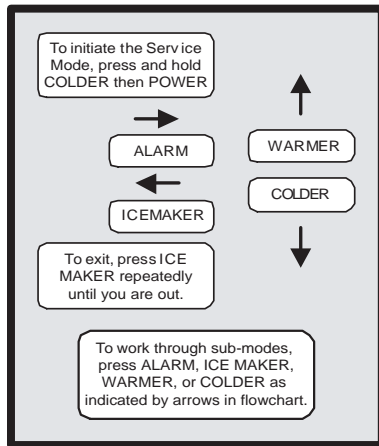 To initiate the Service
Mode, press and hold
COLDER then POWER
ALARM
WARMER
ICEMAKER
COLDER
To exit, press ICE
MAKER repeatedly
until you are out.
To work through sub-modes,
press ALARM, ICE MAKER,
WARMER, or COLDER as
indicated by arrows in flowchart.